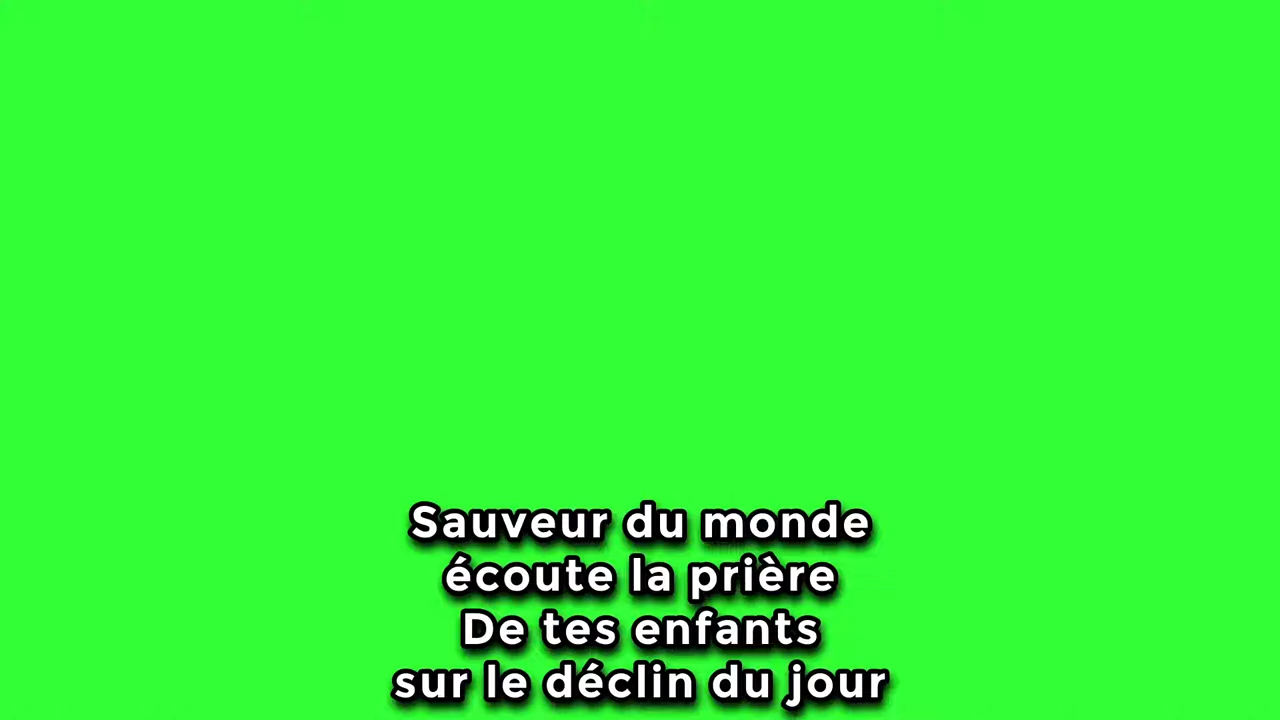 Sauveur du monde
écoute la prière
De tes enfants
sur le déclin du jour